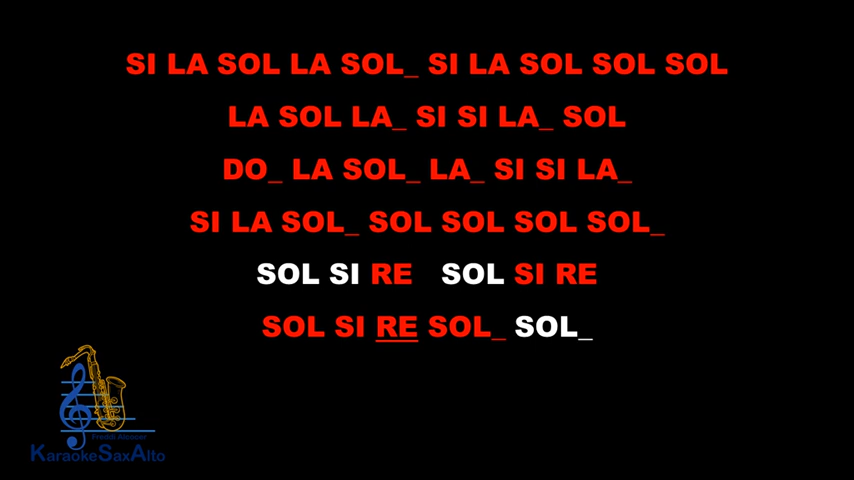 SI LA SOL LA SOL_ SI LA SOL SOL SOL
LA SOL LA_ SI SI LA_ SOL
DO_ LA SOL_ LA_ SI SI LA_
SI LA SOL_ SOL SOL SOL SOL_
SOL SI RE SOL SI RE
SOL SI RE SOL_ SOL_
Freddi Alcocer
KaraokeSaxAlto